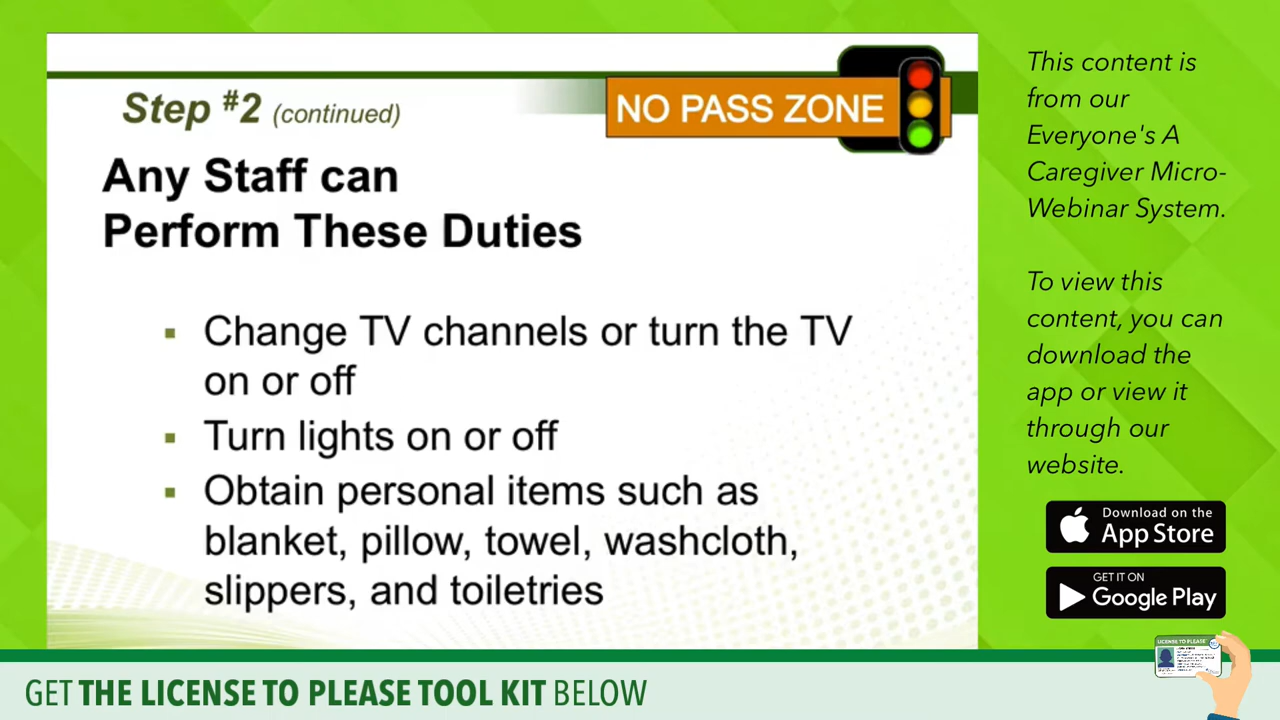 Step #2 (continued)
NO PASS ZONE
Any Staff can
Perform These Duties
Change TV channels or turn the TV
on or off
Turn lights on or off
Obtain personal items such as
blanket, pillow, towel, washcloth,
slippers, and toiletries
This content is
from our
Everyone's A
Caregiver Micro-
Webinar System.
To view this
content, you can
download the
app or view it
through our
website.
Download on the
App Store
GET IT ON
Google Play
LICENSE TO PLEASE
GET THE LICENSE TO PLEASE TOOL KIT BELOW